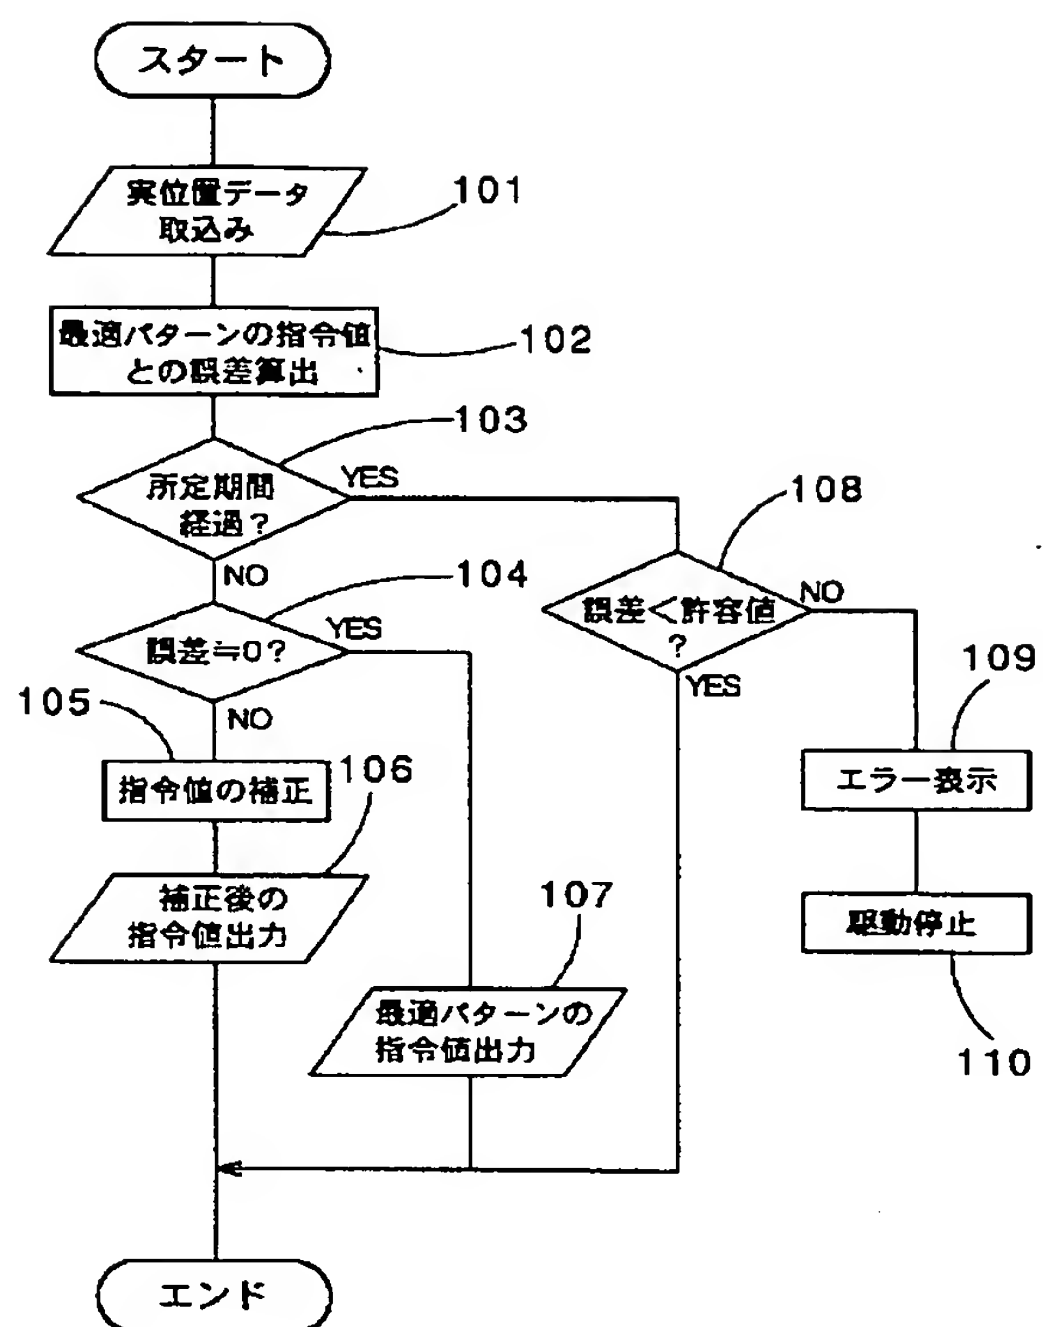 スタート
実位置データ
取込み
101
最適パターンの指令値
との誤差算出
102
103
所定期間
経過?
YES
NO
108
誤差<許容値
?
NO
YES
104
誤差≒0?
YES
NO
109
エラー表示
105
指令値の補正
106
補正後の
指令値出力
107
最適パターンの
指令値出力
駆動停止
110
エンド